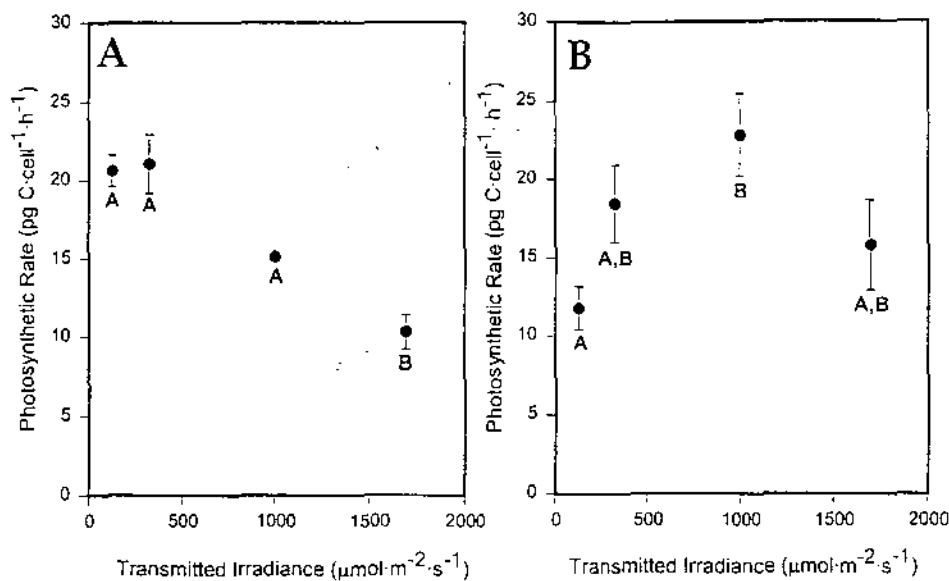 A
Photosynthetic Rate (pg C·cell⁻¹·h⁻¹)
30
25
20
15
10
5
0
A
A
A
B
0
500
1000
1500
2000
Transmitted Irradiance (μmol·m⁻²·s⁻¹)
B
Photosynthetic Rate (pg C·cell⁻¹·h⁻¹)
30
25
20
15
10
5
0
A
A,B
B
A,B
0
500
1000
1500
2000
Transmitted Irradiance (μmol·m⁻²·s⁻¹)